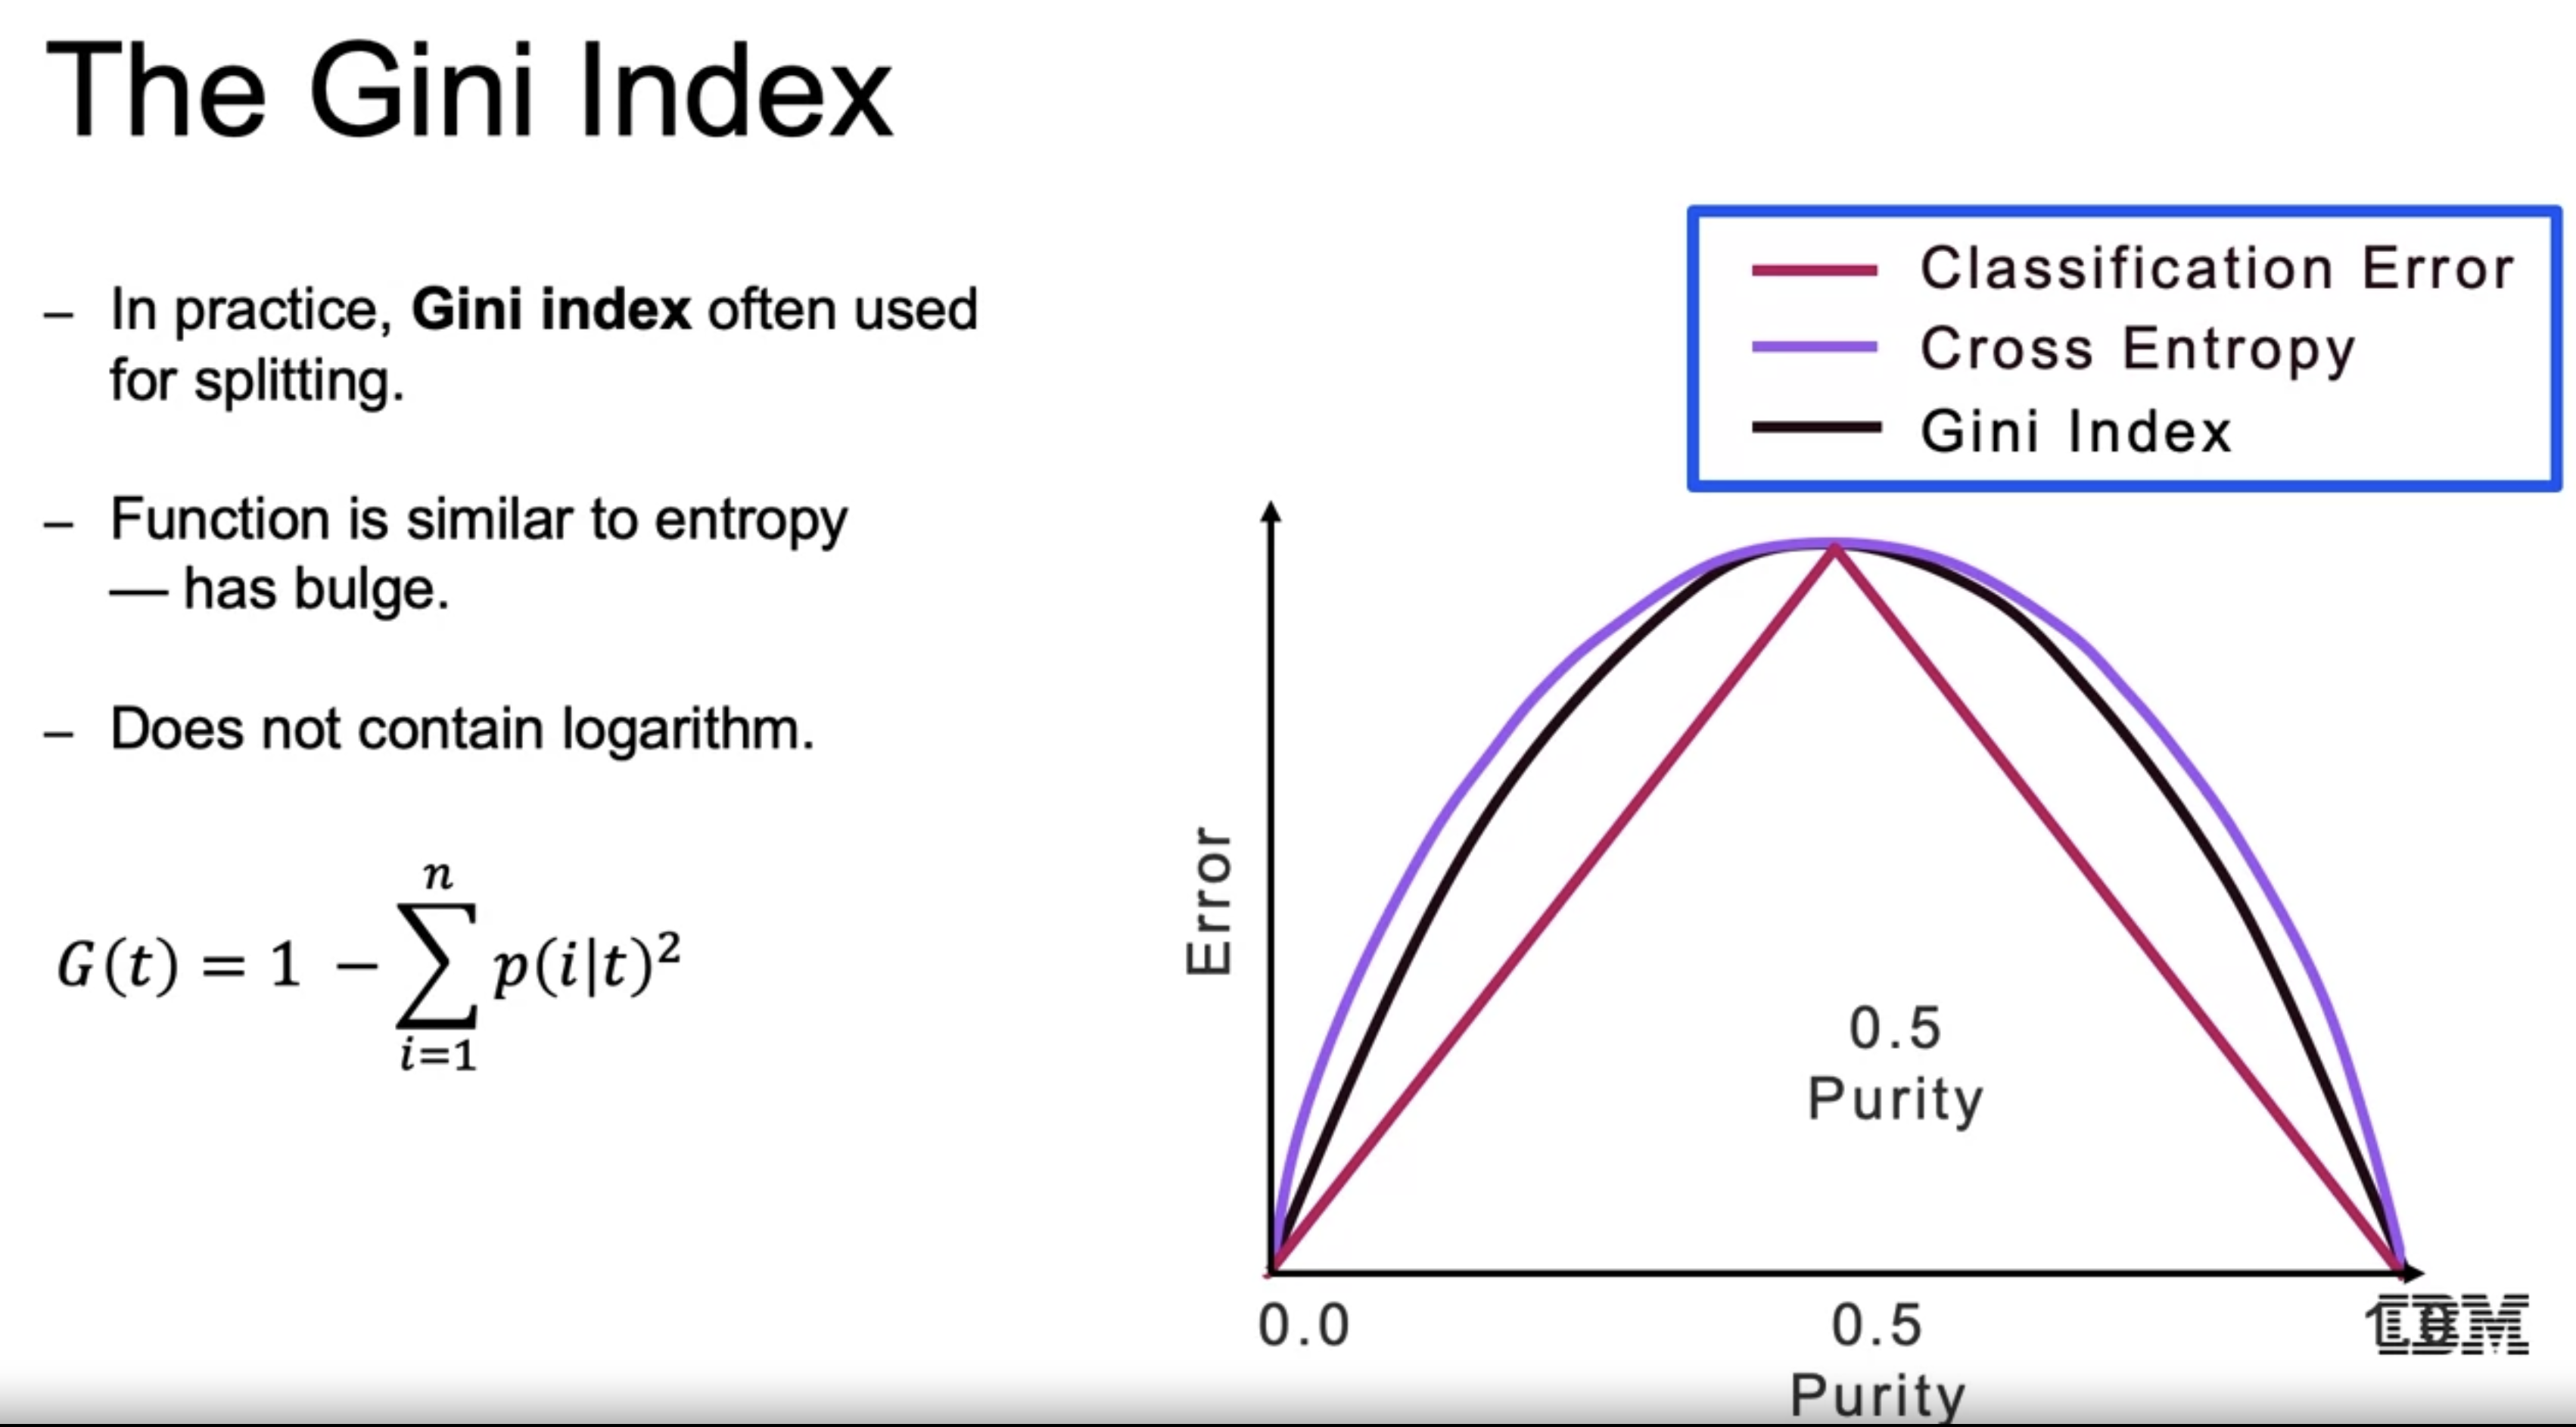 The Gini Index
– In practice, Gini index often used
for splitting.
– Function is similar to entropy
— has bulge.
– Does not contain logarithm.
G(t) = 1 − ∑ᵢ₌₁ⁿ p(i|t)²
Classification Error
Cross Entropy
Gini Index
Error
0.5
Purity
0.0 0.5 1.0
IBM
Purity